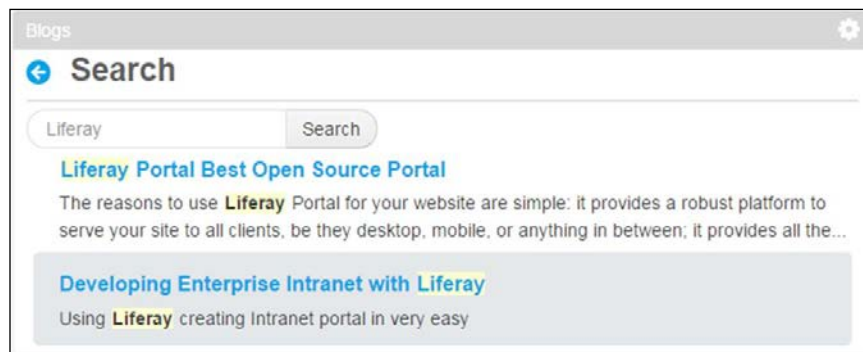 Blogs
Search
Liferay Search
Liferay Portal Best Open Source Portal
The reasons to use Liferay Portal for your website are simple: it provides a robust platform to
serve your site to all clients, be they desktop, mobile, or anything in between; it provides all the...
Developing Enterprise Intranet with Liferay
Using Liferay creating Intranet portal in very easy